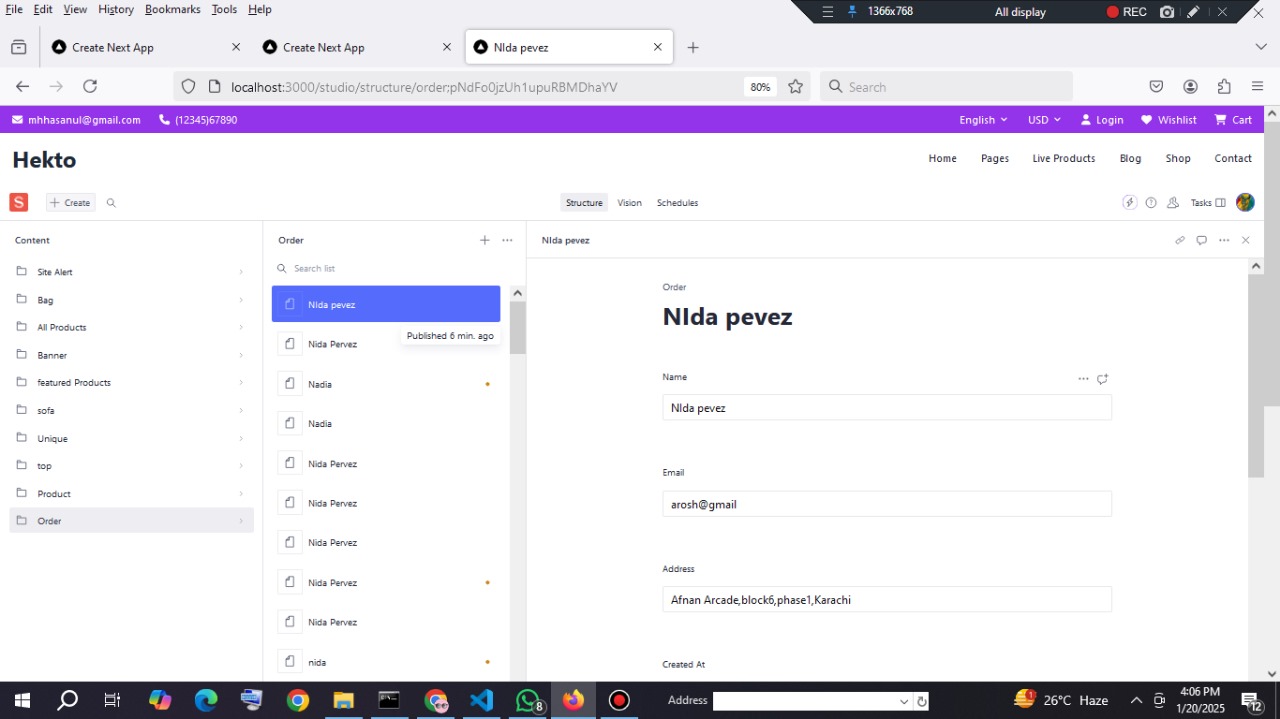 File Edit View History Bookmarks Tools Help
1366x768 All display REC
Create Next App Create Next App NIda pevez
localhost:3000/studio/structure/order;pNdFo0jzUh1upuRBMDhaYV 80% Search
mhhasanul@gmail.com (12345)67890 English USD Login Wishlist Cart
Hekto Home Pages Live Products Blog Shop Contact
S Create Structure Vision Schedules Tasks
Content
Site Alert
Bag
All Products
Banner
featured Products
sofa
Unique
top
Product
Order
Order
Search list
NIda pevez
Published 6 min. ago
Nida Pervez
Nadia
Nadia
Nida Pervez
Nida Pervez
Nida Pervez
Nida Pervez
Nida Pervez
nida
NIda pevez
Order
NIda pevez
Name
NIda pevez
Email
arosh@gmail
Address
Afnan Arcade,block6,phase1,Karachi
Created At
8 Address 1 26°C Haze 4:06 PM
1/20/2025 12